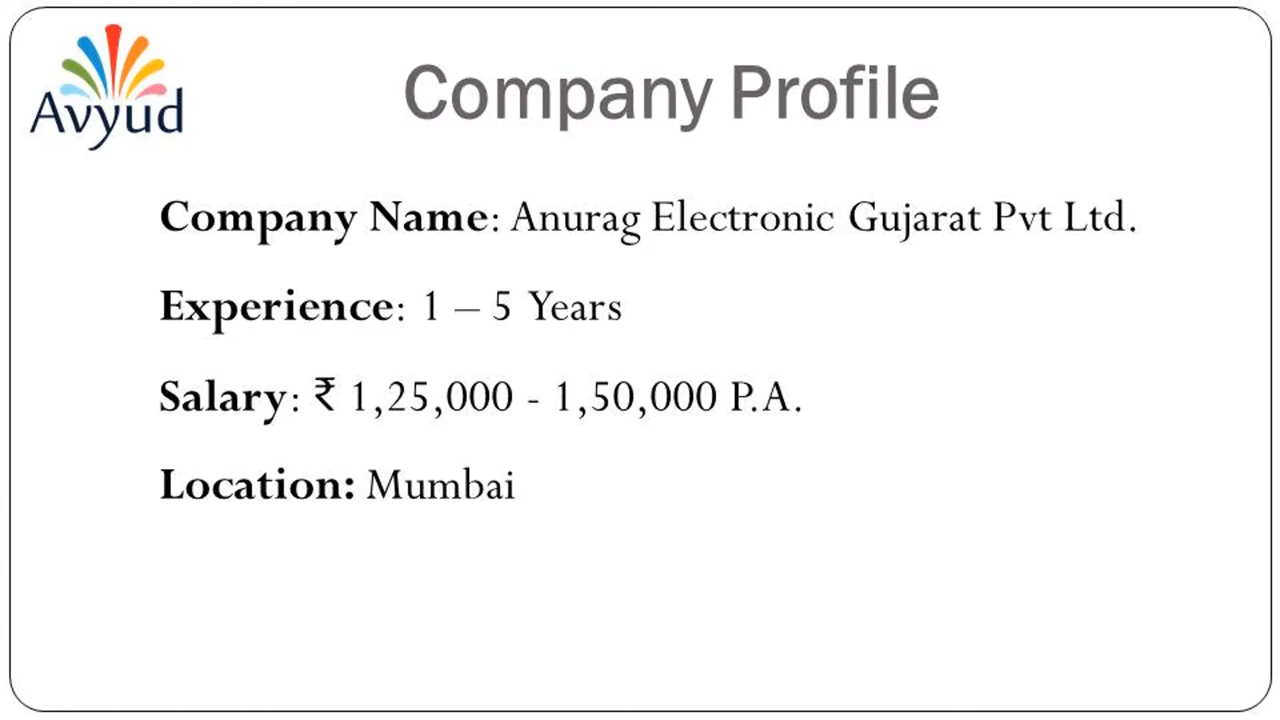 Avyud
Company Profile
Company Name: Anurag Electronic Gujarat Pvt Ltd.
Experience: 1 – 5 Years
Salary: ₹ 1,25,000 - 1,50,000 P.A.
Location: Mumbai